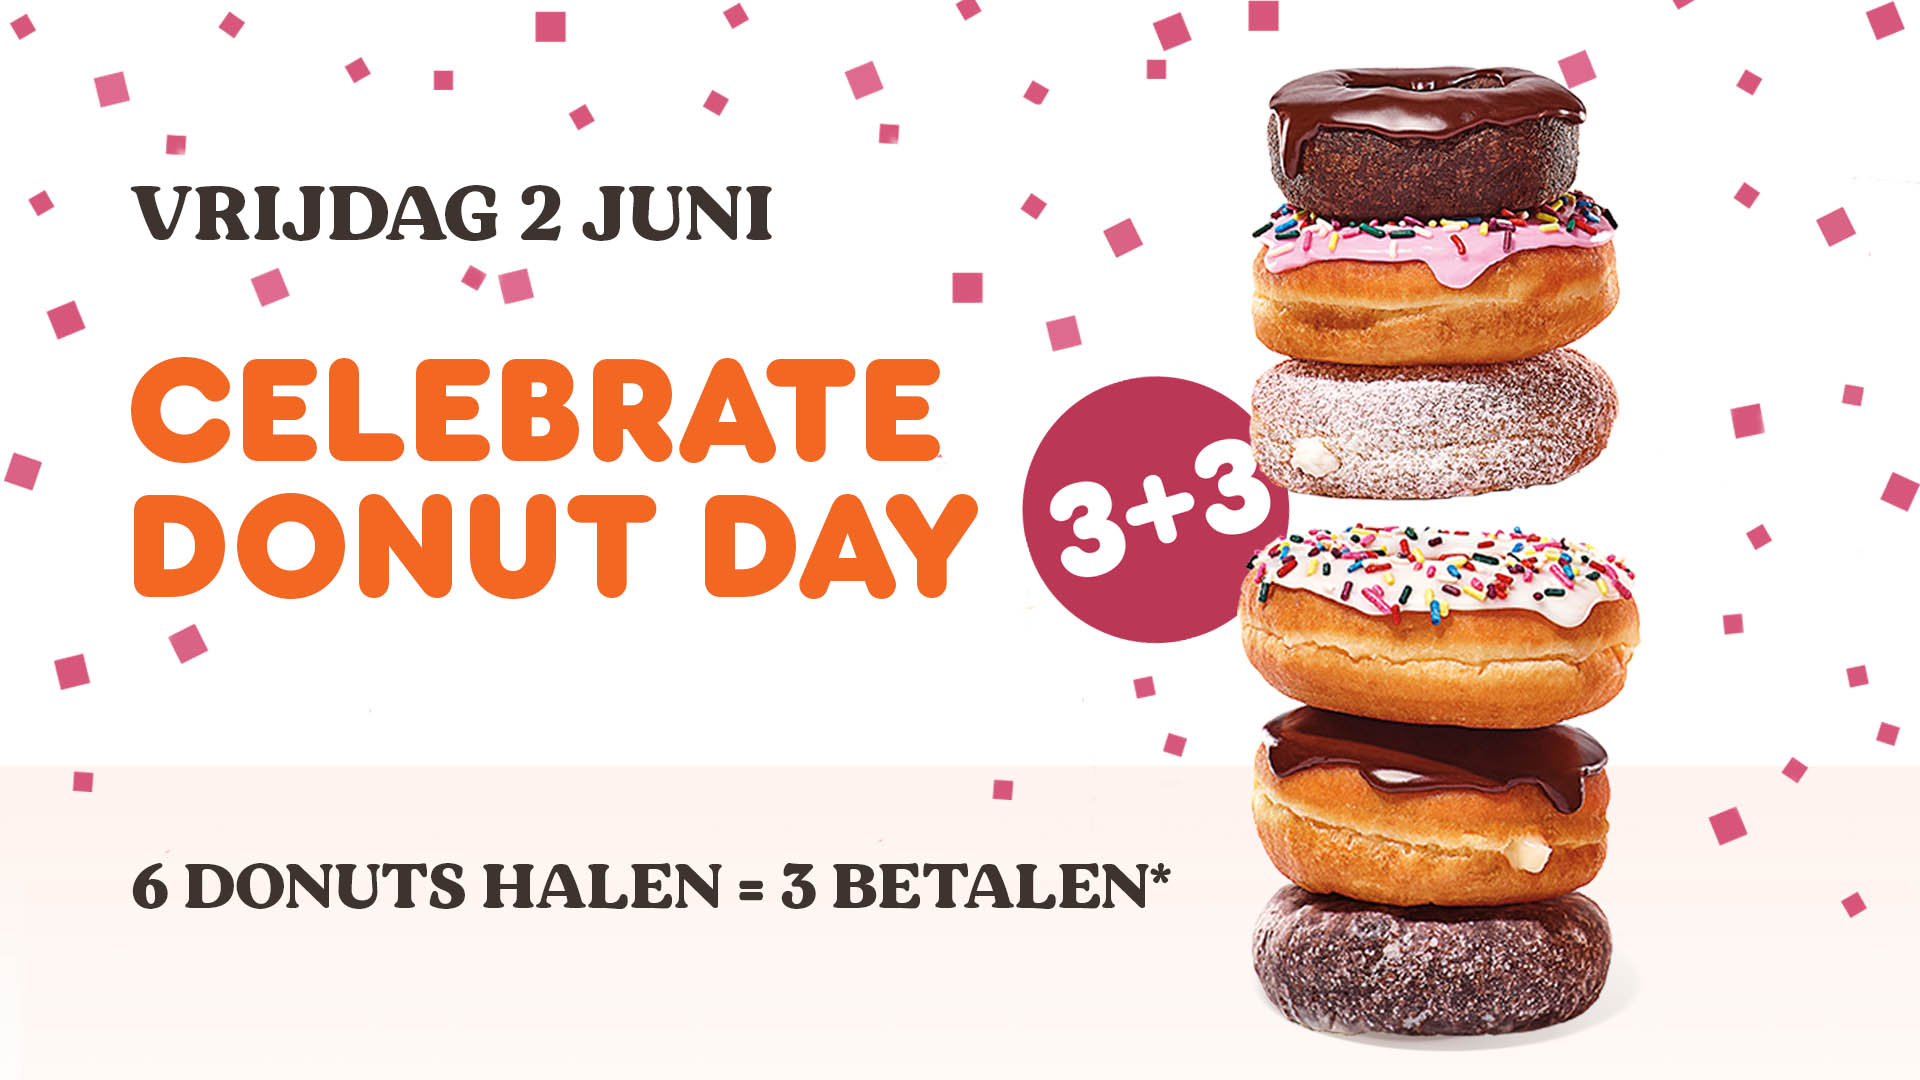 VRIJDAG 2 JUNI
CELEBRATE
DONUT DAY
3+3
6 DONUTS HALEN = 3 BETALEN*